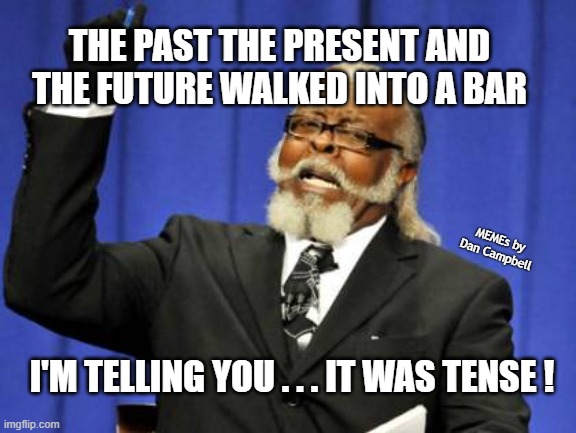 THE PAST THE PRESENT AND
THE FUTURE WALKED INTO A BAR
MEMEs by
Dan Campbell
I'M TELLING YOU . . . IT WAS TENSE !
imgflip.com